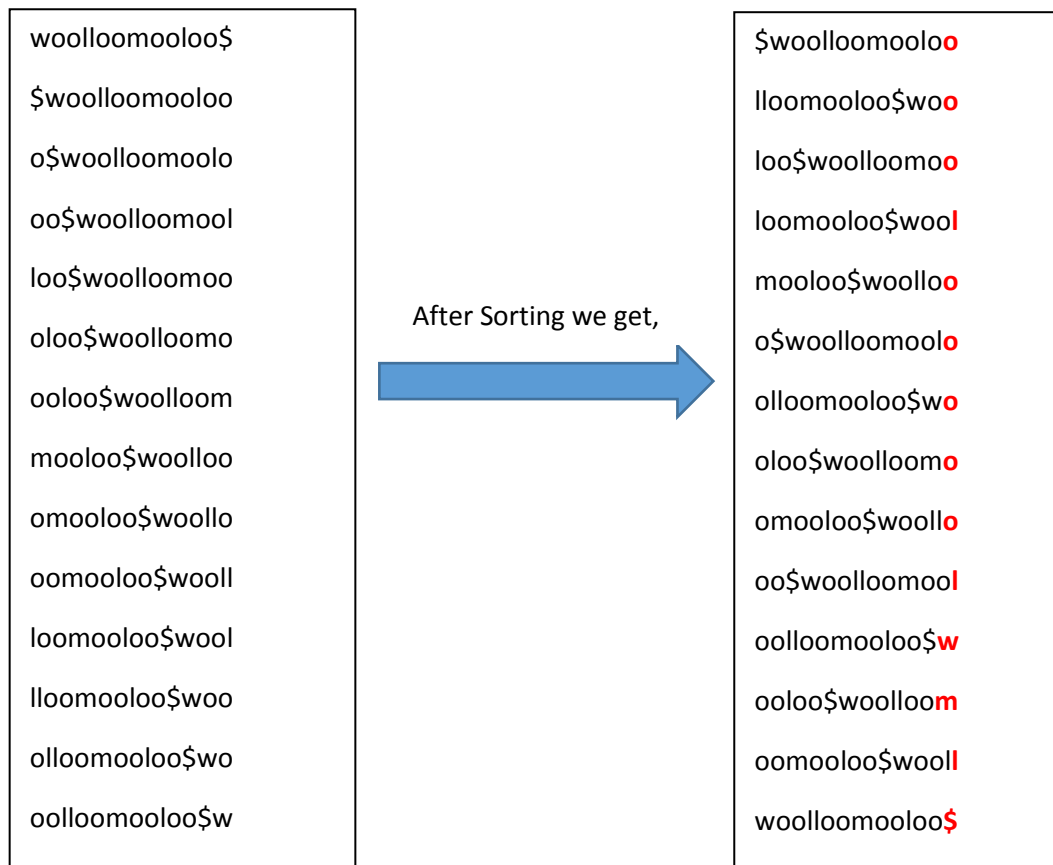 woolloomooloo$
$woolloomooloo
o$woolloomoolo
oo$woolloomool
loo$woolloomoo
oloo$woolloomo
ooloo$woolloom
mooloo$woolloo
omooloo$woollo
oomooloo$wooll
loomooloo$wool
lloomooloo$woo
olloomooloo$wo
oolloomooloo$w
After Sorting we get,
$woolloomooloo
lloomooloo$woo
loo$woolloomoo
loomooloo$wool
mooloo$woolloo
o$woolloomoolo
olloomooloo$wo
oloo$woolloomo
omooloo$woollo
oo$woolloomool
oolloomooloo$w
ooloo$woolloom
oomooloo$wooll
woolloomooloo$